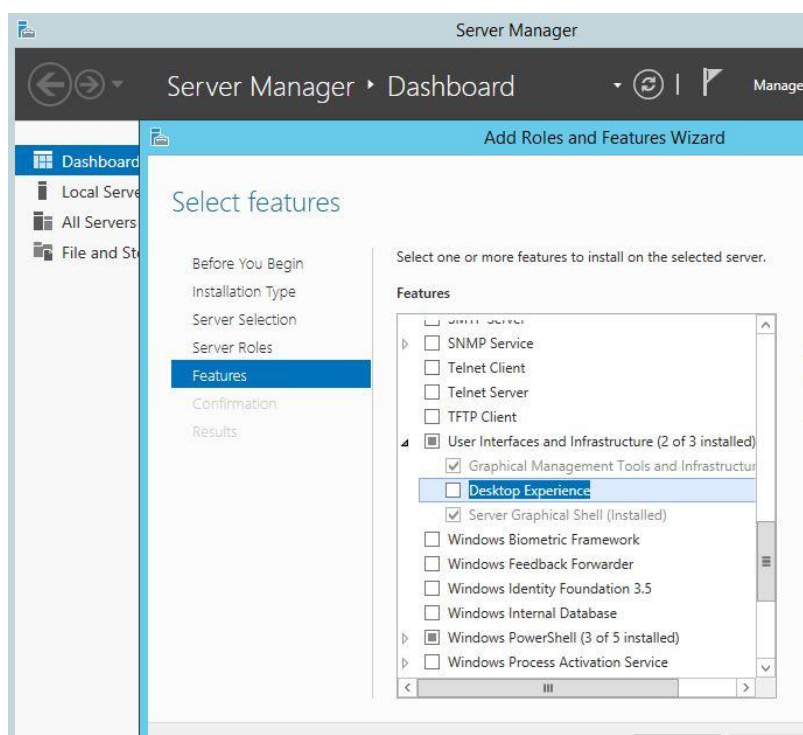 Server Manager
Server Manager • Dashboard
Manage
Add Roles and Features Wizard
Dashboard
Local Serve
All Servers
File and Sto
Select features
Before You Begin
Installation Type
Server Selection
Server Roles
Features
Confirmation
Results
Select one or more features to install on the selected server.
Features
SMTP Server
SNMP Service
Telnet Client
Telnet Server
TFTP Client
User Interfaces and Infrastructure (2 of 3 installed)
Graphical Management Tools and Infrastructur
Desktop Experience
Server Graphical Shell (Installed)
Windows Biometric Framework
Windows Feedback Forwarder
Windows Identity Foundation 3.5
Windows Internal Database
Windows PowerShell (3 of 5 installed)
Windows Process Activation Service